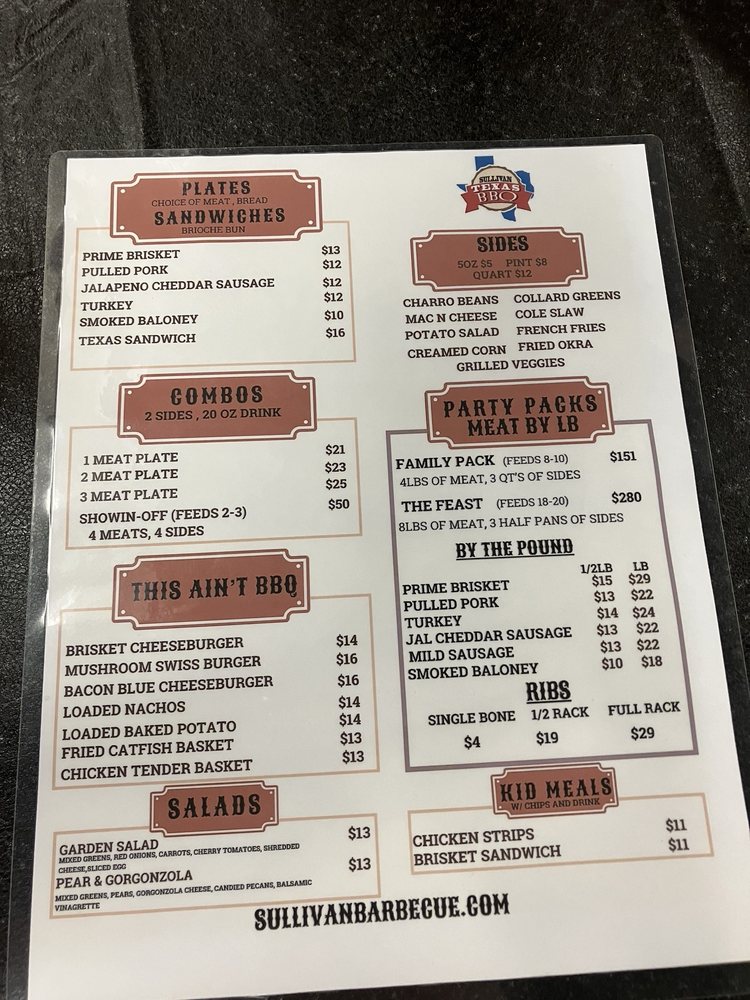 PLATES
CHOICE OF MEAT, BREAD
SANDWICHES
BRIOCHE BUN
PRIME BRISKET $13
PULLED PORK $12
JALAPENO CHEDDAR SAUSAGE $12
TURKEY $12
SMOKED BALONEY $10
TEXAS SANDWICH $16
COMBOS
2 SIDES , 20 OZ DRINK
1 MEAT PLATE $21
2 MEAT PLATE $23
3 MEAT PLATE $25
SHOWIN-OFF (FEEDS 2-3) $50
4 MEATS, 4 SIDES
THIS AIN'T BBQ
BRISKET CHEESEBURGER $14
MUSHROOM SWISS BURGER $16
BACON BLUE CHEESEBURGER $16
LOADED NACHOS $14
LOADED BAKED POTATO $14
FRIED CATFISH BASKET $13
CHICKEN TENDER BASKET $13
SALADS
GARDEN SALAD $13
MIXED GREENS, RED ONIONS, CARROTS, CHERRY TOMATOES, SHREDDED
CHEESE,SLICED EGG
PEAR & GORGONZOLA $13
MIXED GREENS, PEARS, GORGONZOLA CHEESE, CANDIED PECANS, BALSAMIC
VINAGRETTE
SULLIVAN
TEXAS
BBQ
SIDES
5OZ $5 PINT $8
QUART $12
CHARRO BEANS COLLARD GREENS
MAC N CHEESE COLE SLAW
POTATO SALAD FRENCH FRIES
CREAMED CORN FRIED OKRA
GRILLED VEGGIES
PARTY PACKS
MEAT BY LB
FAMILY PACK (FEEDS 8-10) $151
4LBS OF MEAT, 3 QT'S OF SIDES
THE FEAST (FEEDS 18-20) $280
8LBS OF MEAT, 3 HALF PANS OF SIDES
BY THE POUND
1/2LB LB
PRIME BRISKET $15 $29
PULLED PORK $13 $22
TURKEY $14 $24
JAL CHEDDAR SAUSAGE $13 $22
MILD SAUSAGE $13 $22
SMOKED BALONEY $10 $18
RIBS
SINGLE BONE 1/2 RACK FULL RACK
$4 $19 $29
KID MEALS
W/ CHIPS AND DRINK
CHICKEN STRIPS $11
BRISKET SANDWICH $11
SULLIVANBARBECUE.COM